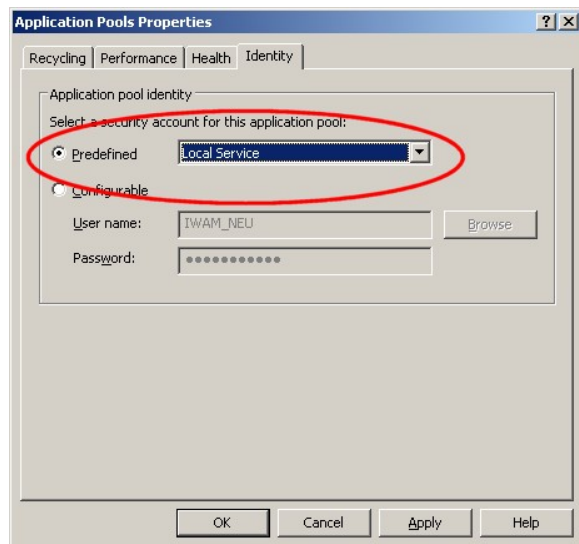 Application Pools Properties
Recycling Performance Health Identity
Application pool identity
Select a security account for this application pool:
Predefined Local Service
Configurable
User name: IWAM_NEU Browse
Password: ●●●●●●●●●●●
OK Cancel Apply Help